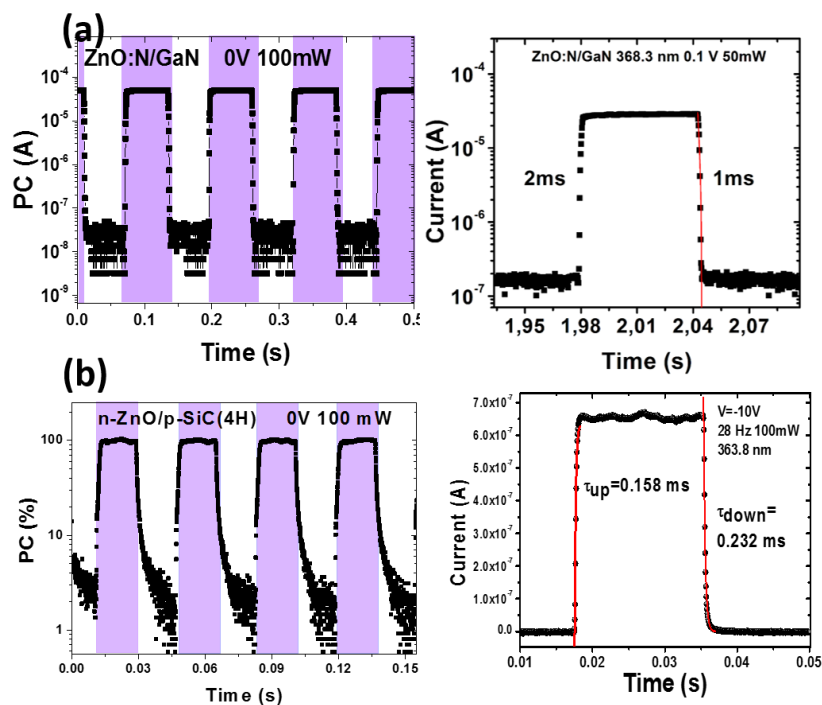 (a)
ZnO:N/GaN 0V 100mW
PC (A)
10⁻⁴
10⁻⁵
10⁻⁶
10⁻⁷
10⁻⁸
10⁻⁹
0.0 0.1 0.2 0.3 0.4 0.5
Time (s)
ZnO:N/GaN 368.3 nm 0.1 V 50mW
Current (A)
10⁻⁴
10⁻⁵
10⁻⁶
10⁻⁷
2ms
1ms
1,95 1,98 2,01 2,04 2,07
Time (s)
(b)
n-ZnO/p-SiC(4H) 0V 100 mW
PC (%)
100
10
1
0.00 0.03 0.06 0.09 0.12 0.15
Time (s)
V=-10V
28 Hz 100mW
363.8 nm
Current (A)
7.0x10⁻⁷
6.0x10⁻⁷
5.0x10⁻⁷
4.0x10⁻⁷
3.0x10⁻⁷
2.0x10⁻⁷
1.0x10⁻⁷
0.0
τup=0.158 ms
τdown=
0.232 ms
0.01 0.02 0.03 0.04 0.05
Time (s)